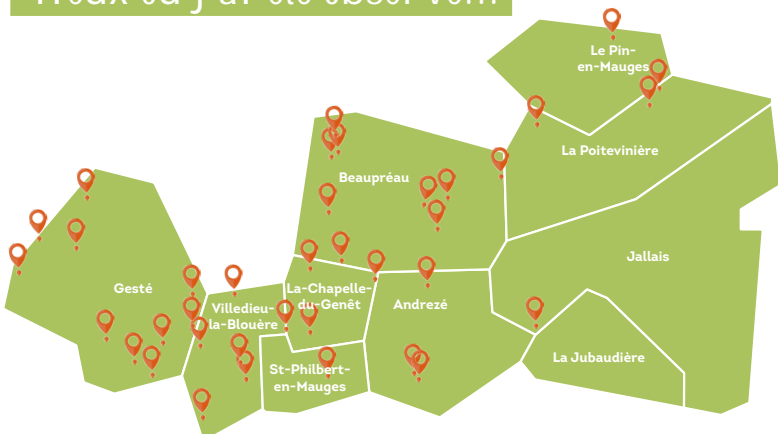 Le Pin-
en-Mauges
La Poitevinière
Beaupréau
Jallais
Gesté
La-Chapelle-
du-Genêt
Villedieu-
la-Blouère
Andrezé
La Jubaudière
St-Philbert-
en-Mauges